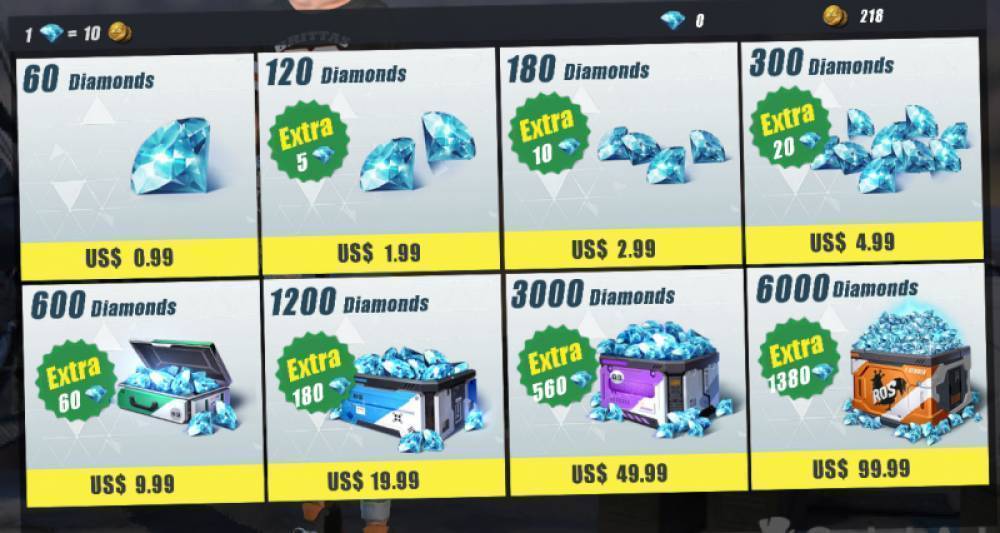 1 = 10
0
218
60 Diamonds
US$ 0.99
120 Diamonds
Extra
5
US$ 1.99
180 Diamonds
Extra
10
US$ 2.99
300 Diamonds
Extra
20
US$ 4.99
600 Diamonds
Extra
60
US$ 9.99
1200 Diamonds
Extra
180
US$ 19.99
3000 Diamonds
Extra
560
US$ 49.99
6000 Diamonds
Extra
1380
ROS
US$ 99.99